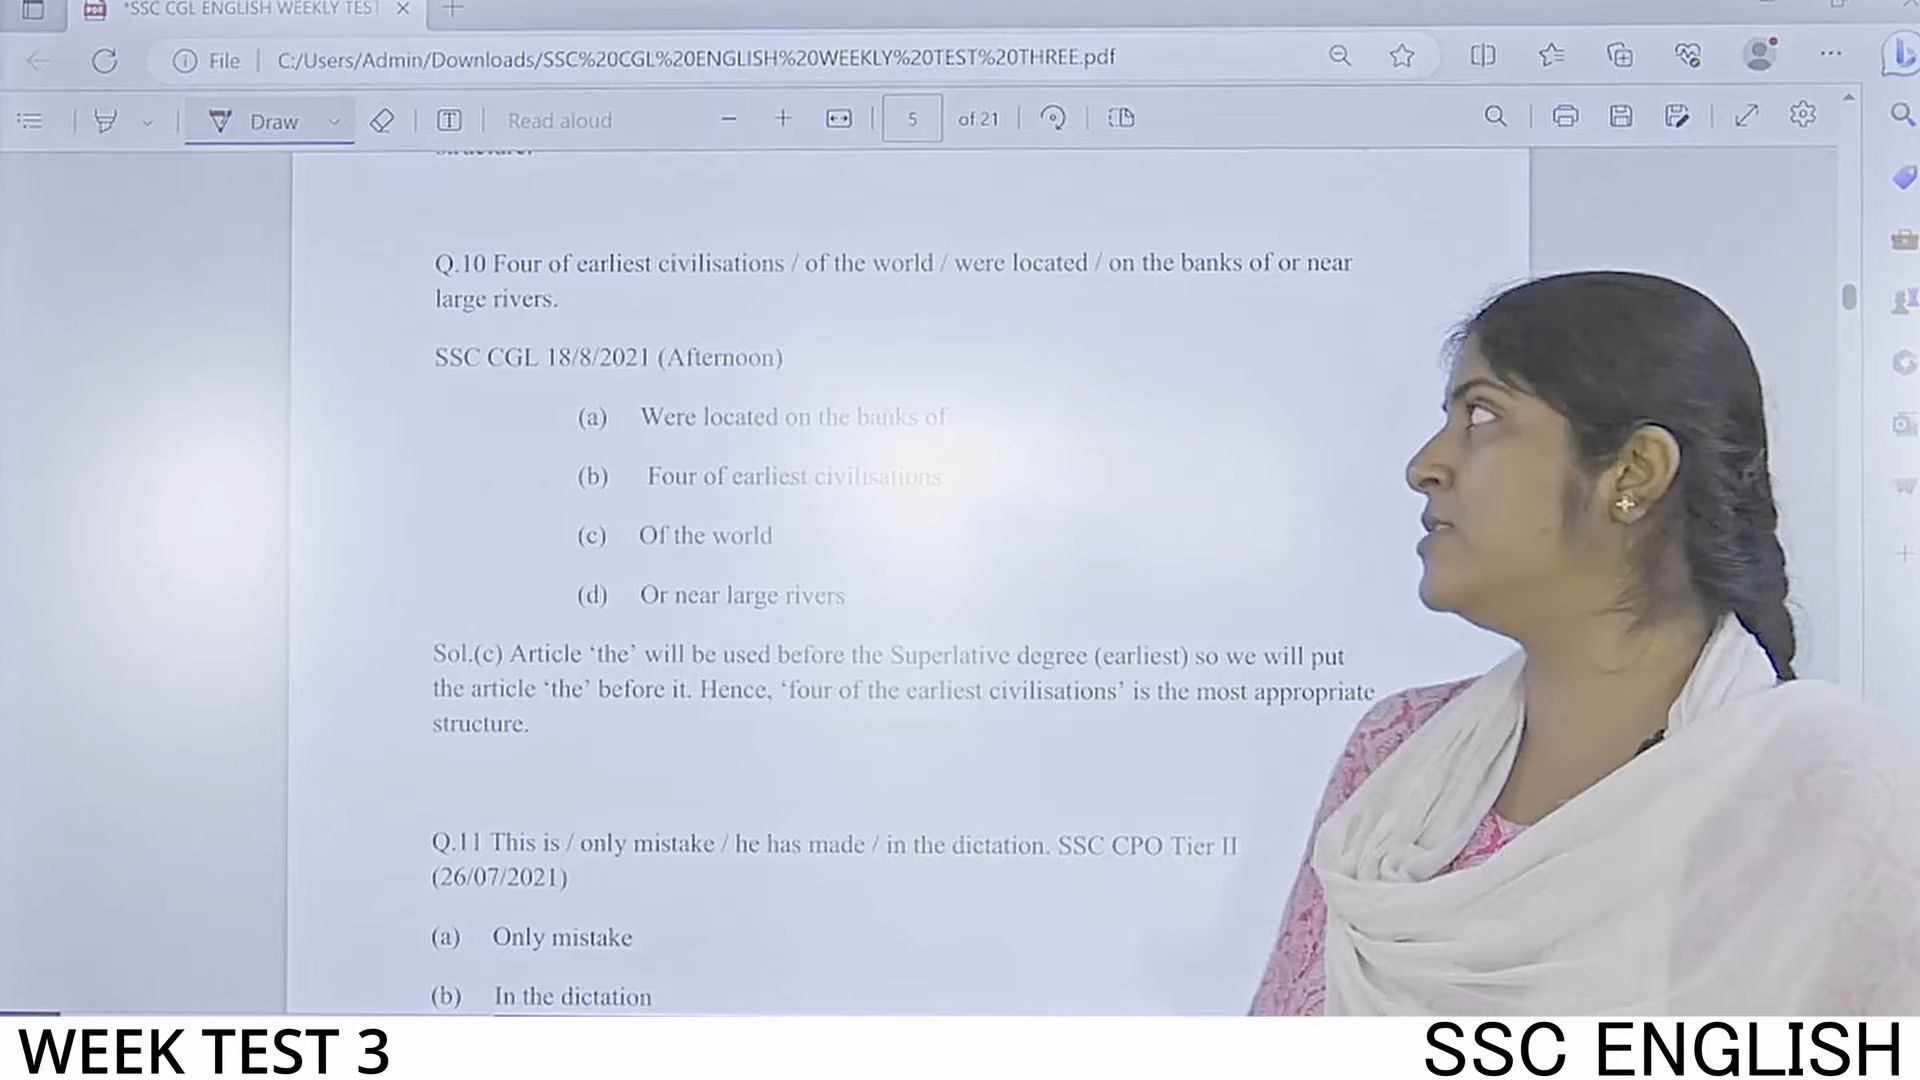 *SSC CGL ENGLISH WEEKLY TEST
File
C:/Users/Admin/Downloads/SSC%20CGL%20ENGLISH%20WEEKLY%20TEST%20THREE.pdf
Draw
Read aloud
5
of 21
Q.10 Four of earliest civilisations / of the world / were located / on the banks of or near
large rivers.
SSC CGL 18/8/2021 (Afternoon)
(a) Were located on the banks of
(b) Four of earliest civilisations
(c) Of the world
(d) Or near large rivers
Sol.(c) Article ‘the’ will be used before the Superlative degree (earliest) so we will put
the article ‘the’ before it. Hence, ‘four of the earliest civilisations’ is the most appropriate
structure.
Q.11 This is / only mistake / he has made / in the dictation. SSC CPO Tier II
(26/07/2021)
(a) Only mistake
(b) In the dictation
WEEK TEST 3
SSC ENGLISH